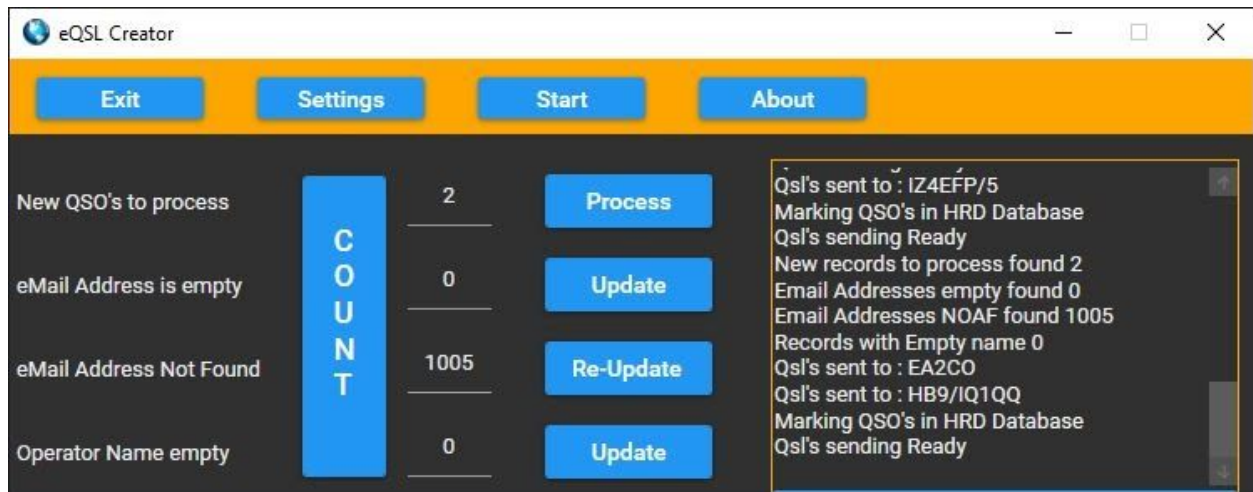 eQSL Creator
Exit Settings Start About
New QSO's to process 2 Process
eMail Address is empty 0 Update
eMail Address Not Found 1005 Re-Update
Operator Name empty 0 Update
COUNT
Qsl's sent to : IZ4EFP/5
Marking QSO's in HRD Database
Qsl's sending Ready
New records to process found 2
Email Addresses empty found 0
Email Addresses NOAF found 1005
Records with Empty name 0
Qsl's sent to : EA2CO
Qsl's sent to : HB9/IQ1QQ
Marking QSO's in HRD Database
Qsl's sending Ready